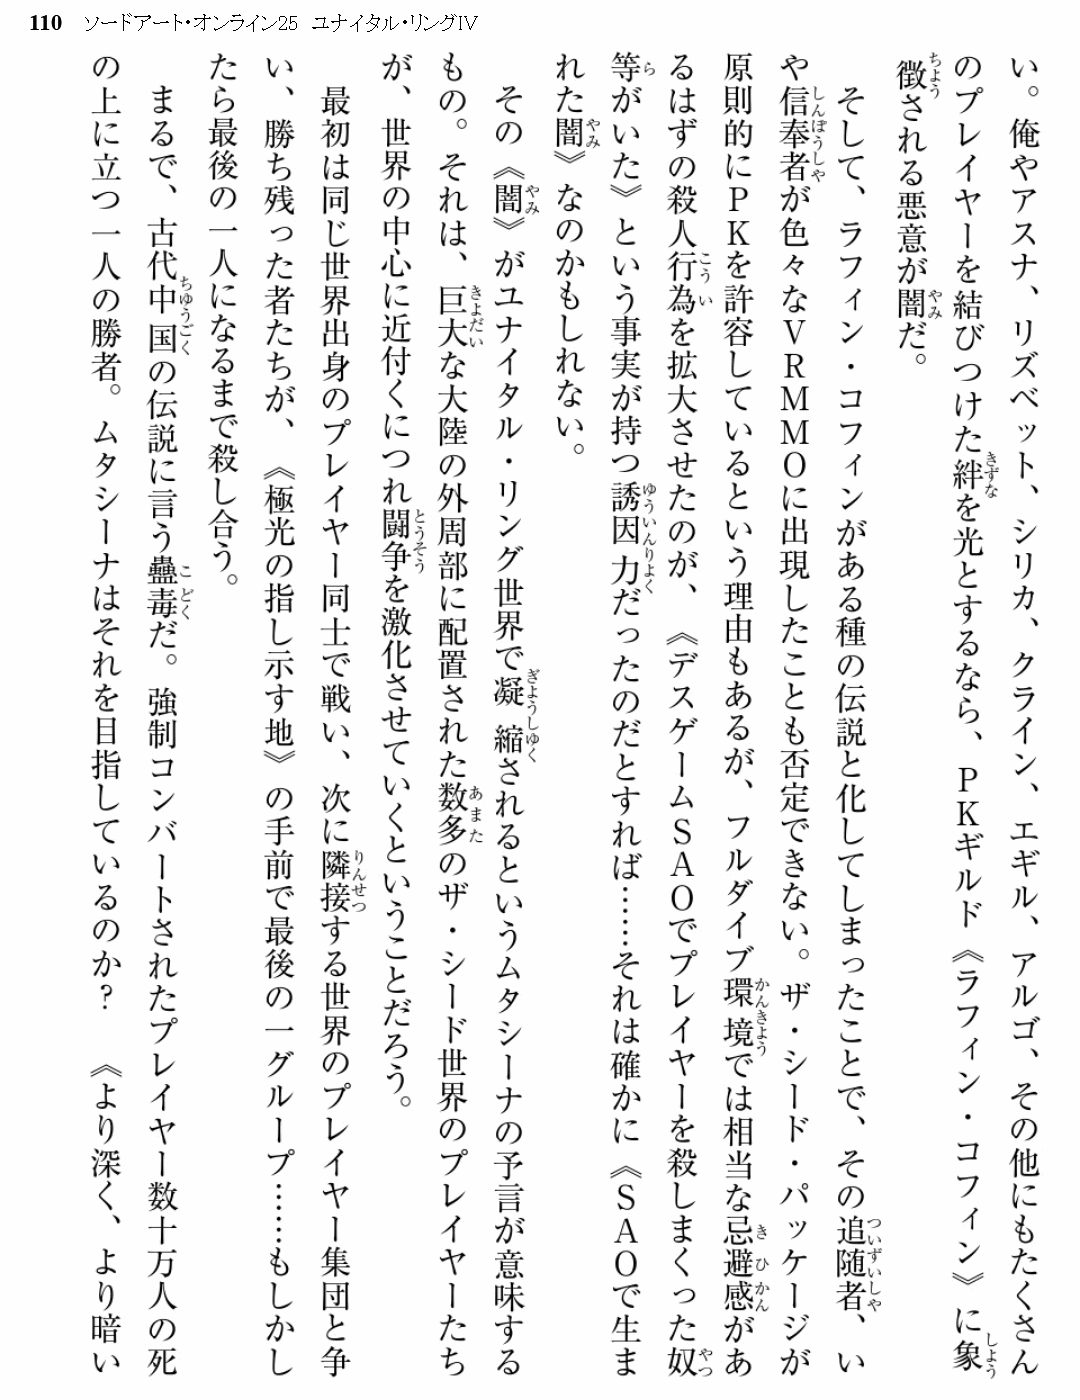 110 ソードアート・オンライン25 ユナイタル・リングIV
い。俺やアスナ、リズベット、シリカ、クライン、エギル、アルゴ、その他にもたくさん
のプレイヤーを結びつけた絆を光とするなら、PKギルド《ラフィン・コフィン》に象
徴される悪意が闇だ。
そして、ラフィン・コフィンがある種の伝説と化してしまったことで、その追随者、い
や信奉者が色々なVRMMOに出現したことも否定できない。ザ・シード・パッケージが
原則的にPKを許容しているという理由もあるが、フルダイブ環境では相当な忌避感があ
るはずの殺人行為を拡大させたのが、《デスゲームSAOでプレイヤーを殺しまくった奴
等がいた》という事実が持つ誘因力だったのだとすれば……それは確かに《SAOで生ま
れた闇》なのかもしれない。
その《闇》がユナイタル・リング世界で凝縮されるというムタシーナの予言が意味する
もの。それは、巨大な大陸の外周部に配置された数多のザ・シード世界のプレイヤーたち
が、世界の中心に近付くにつれ闘争を激化させていくということだろう。
最初は同じ世界出身のプレイヤー同士で戦い、次に隣接する世界のプレイヤー集団と争
い、勝ち残った者たちが、《極光の指し示す地》の手前で最後の一グループ……もしかし
たら最後の一人になるまで殺し合う。
まるで、古代中国の伝説に言う蠱毒だ。強制コンバートされたプレイヤー数十万人の死
の上に立つ一人の勝者。ムタシーナはそれを目指しているのか？　《より深く、より暗い